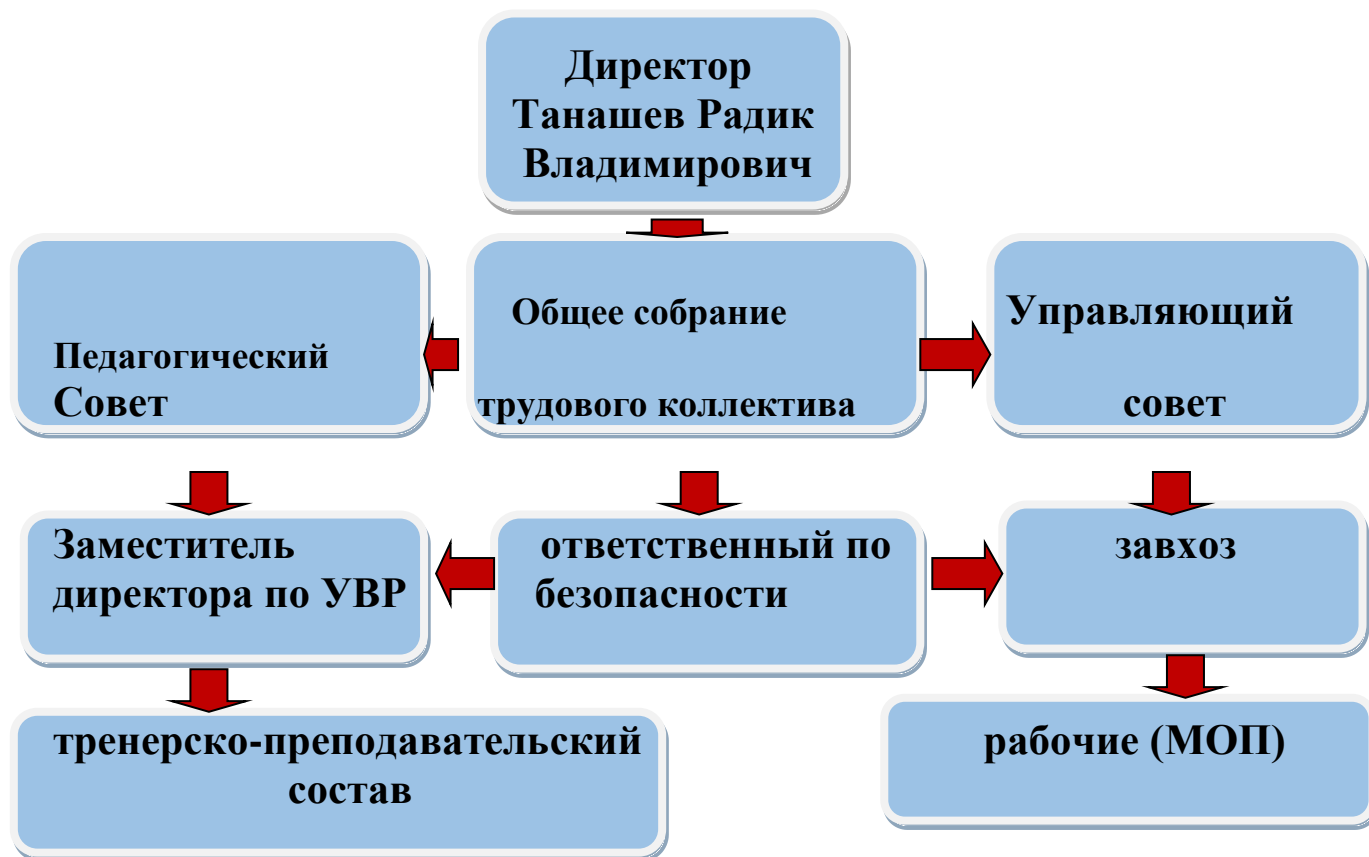 Директор
Танашев Радик
Владимирович
Педагогический
Совет
Общее собрание
трудового коллектива
Управляющий
совет
Заместитель
директора по УВР
ответственный по
безопасности
завхоз
тренерско-преподавательский
состав
рабочие (МОП)